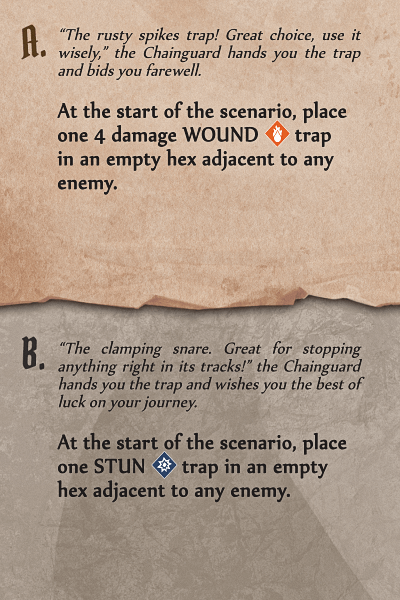 A.
“The rusty spikes trap! Great choice, use it
wisely,” the Chainguard hands you the trap
and bids you farewell.
At the start of the scenario, place
one 4 damage WOUND trap
in an empty hex adjacent to any
enemy.
B.
“The clamping snare. Great for stopping
anything right in its tracks!” the Chainguard
hands you the trap and wishes you the best of
luck on your journey.
At the start of the scenario, place
one STUN trap in an empty
hex adjacent to any enemy.